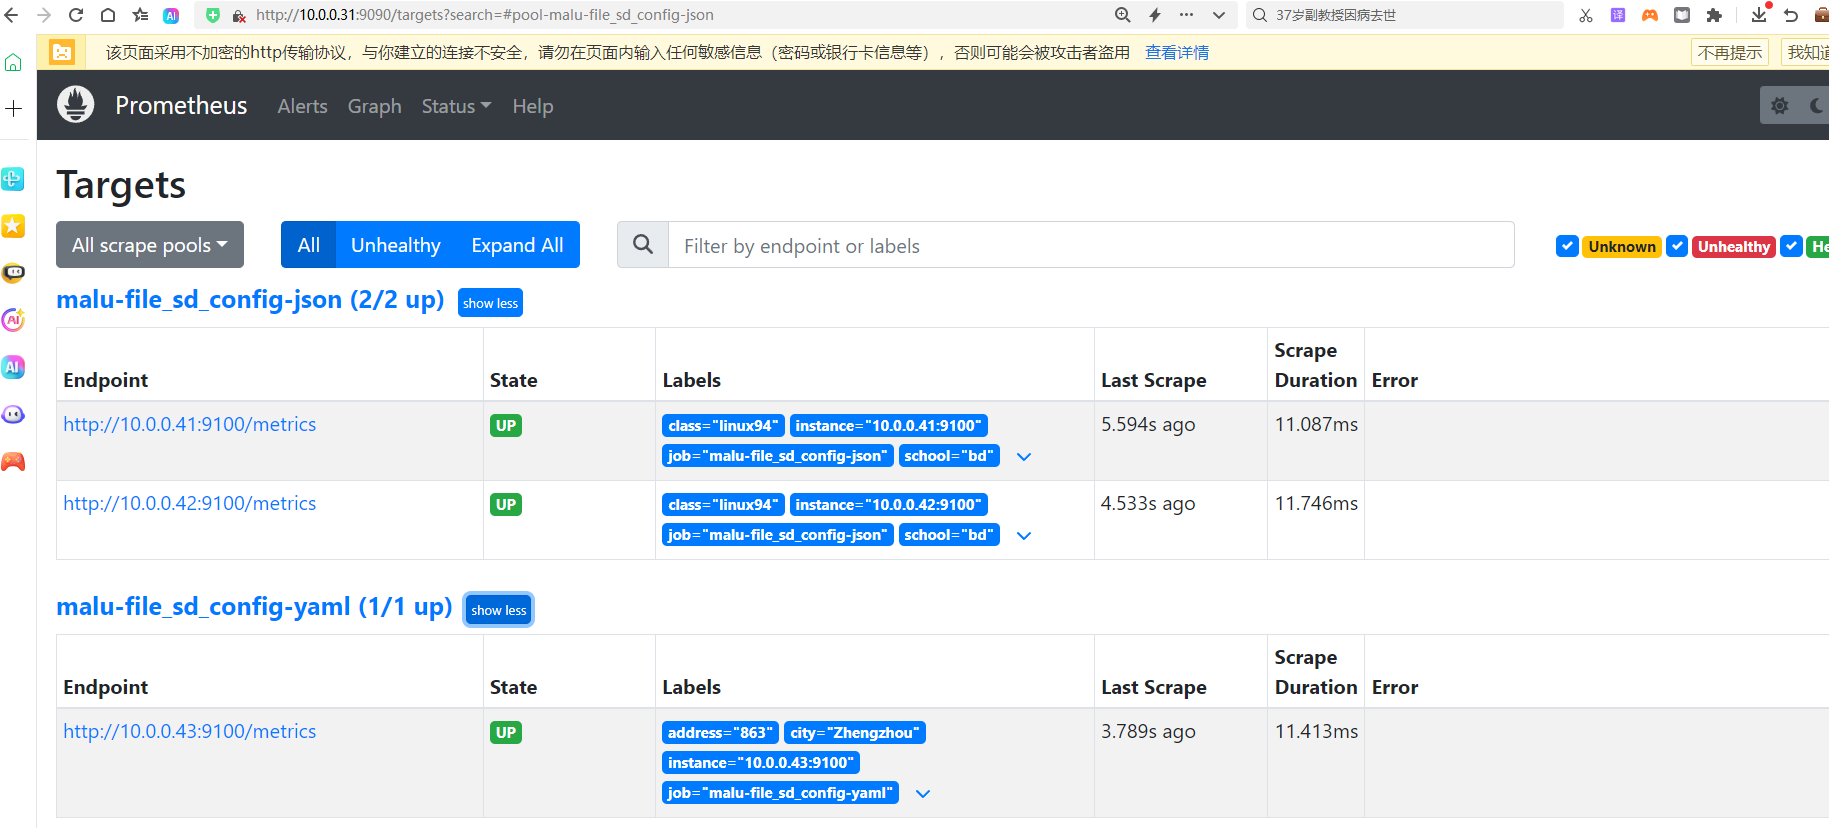 http://10.0.0.31:9090/targets?search=#pool-malu-file_sd_config-json
37岁副教授因病去世
该页面采用不加密的http传输协议，与你建立的连接不安全，请勿在页面内输入任何敏感信息（密码或银行卡信息等），否则可能会被攻击者盗用 查看详情 不再提示 我知道
Prometheus Alerts Graph Status Help
Targets
All scrape pools All Unhealthy Expand All Filter by endpoint or labels Unknown Unhealthy He
malu-file_sd_config-json (2/2 up) show less
Endpoint State Labels Last Scrape Scrape Duration Error
http://10.0.0.41:9100/metrics UP class="linux94" instance="10.0.0.41:9100" 5.594s ago 11.087ms
job="malu-file_sd_config-json" school="bd"
http://10.0.0.42:9100/metrics UP class="linux94" instance="10.0.0.42:9100" 4.533s ago 11.746ms
job="malu-file_sd_config-json" school="bd"
malu-file_sd_config-yaml (1/1 up) show less
Endpoint State Labels Last Scrape Scrape Duration Error
http://10.0.0.43:9100/metrics UP address="863" city="Zhengzhou" 3.789s ago 11.413ms
instance="10.0.0.43:9100"
job="malu-file_sd_config-yaml"